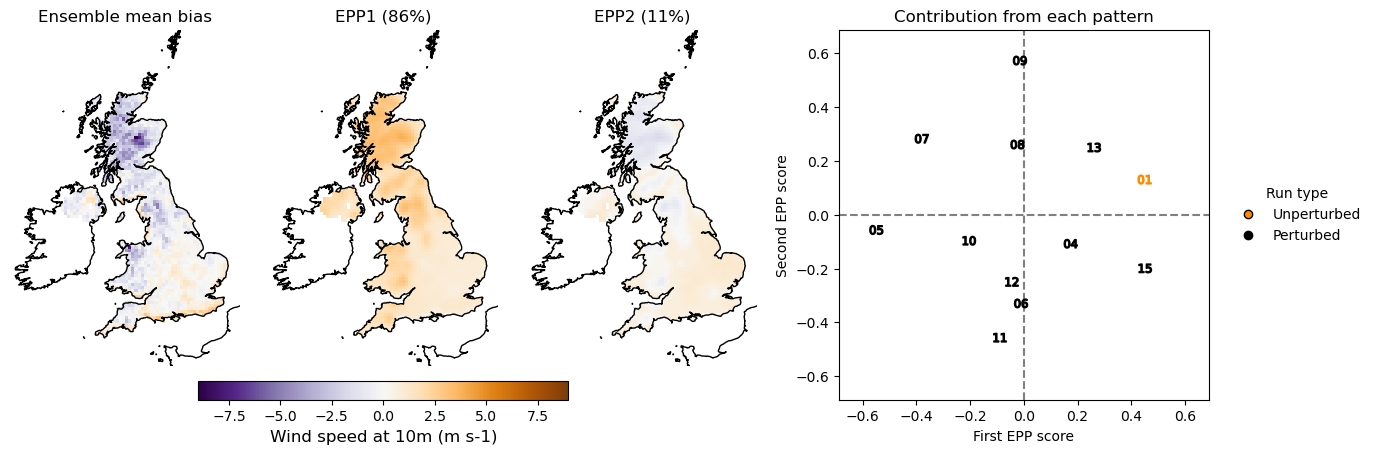 Ensemble mean bias
EPP1 (86%)
EPP2 (11%)
−7.5 −5.0 −2.5 0.0 2.5 5.0 7.5
Wind speed at 10m (m s-1)
Contribution from each pattern
Second EPP score
0.6
0.4
0.2
0.0
−0.2
−0.4
−0.6
09
07
08
13
01
05
10
04
15
12
06
11
−0.6 −0.4 −0.2 0.0 0.2 0.4 0.6
First EPP score
Run type
Unperturbed
Perturbed